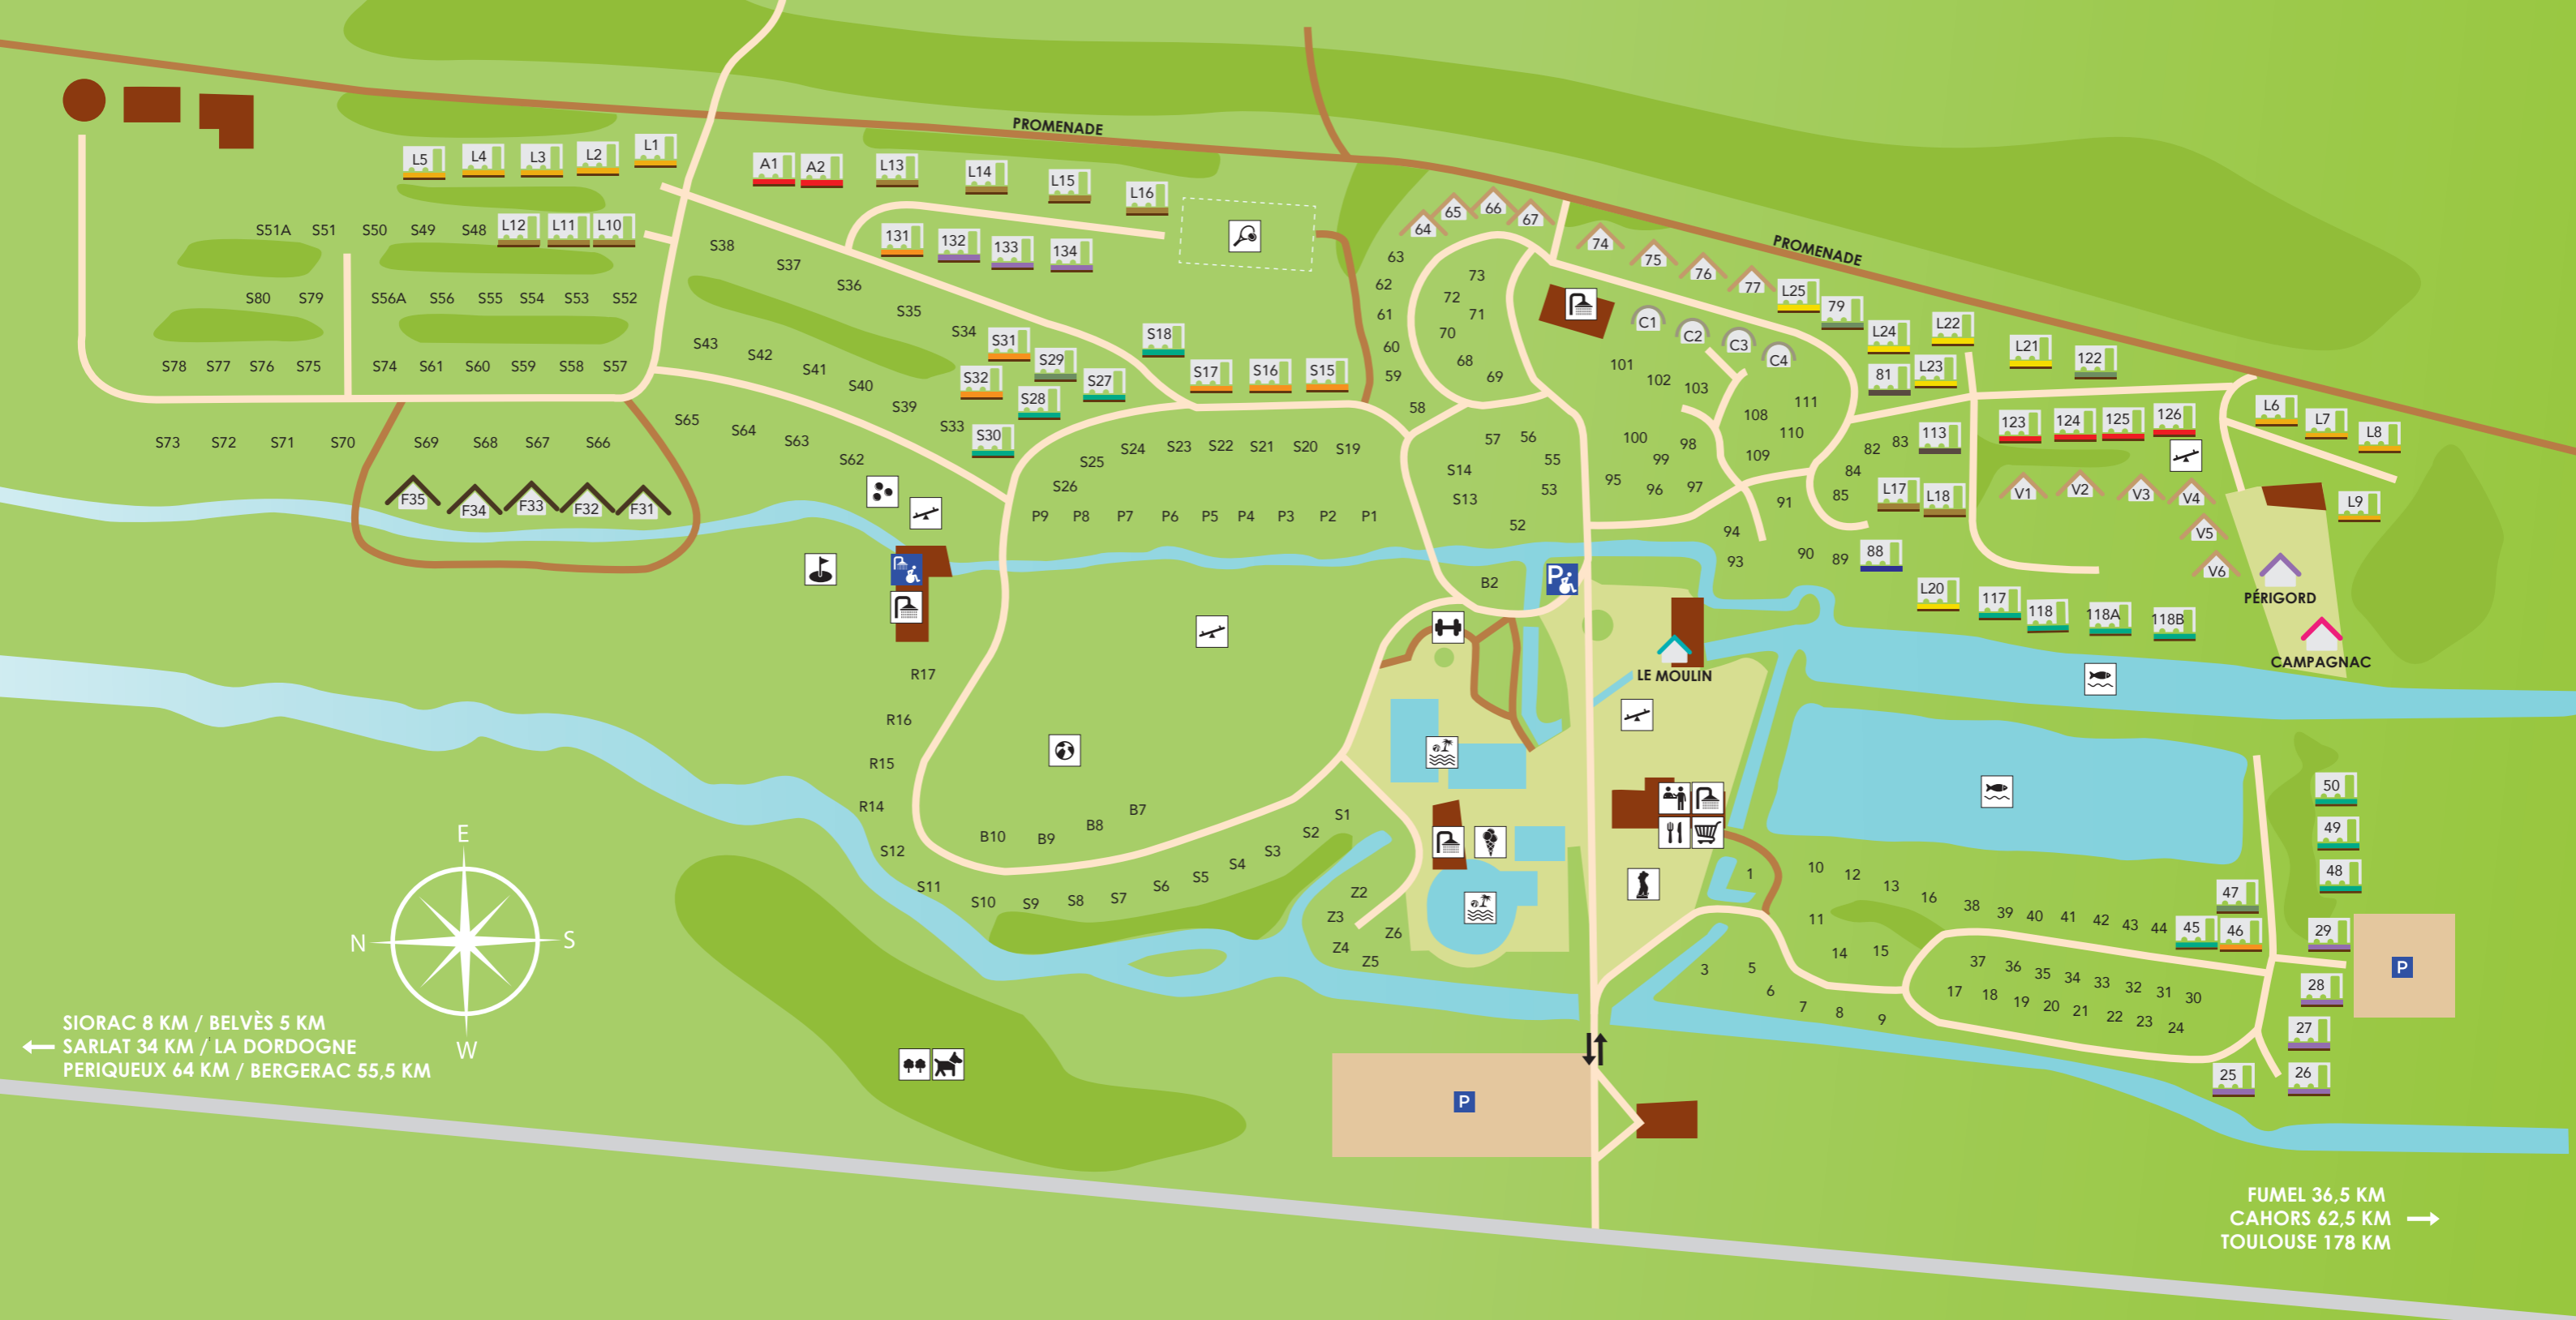 PROMENADE
L5 L4 L3 L2 L1
A1 A2 L13 L14 L15 L16
S51A S51 S50 S49 S48 L12 L11 L10
131 132 133 134
S38 S37 S36 S35 S34
S80 S79 S56A S56 S55 S54 S53 S52
S43 S42 S41 S40 S39 S33
S31 S29 S27 S32 S28 S30
S18 S17 S16 S15
S78 S77 S76 S75 S74 S61 S60 S59 S58 S57
S73 S72 S71 S70 S69 S68 S67 S66
S65 S64 S63 S62
F35 F34 F33 F32 F31
S26 S25 S24 S23 S22 S21 S20 S19
P9 P8 P7 P6 P5 P4 P3 P2 P1
64 65 66 67
63 62 61 60 59 58
73 72 71 70 68 69
74 75 76 77
PROMENADE
L25 79 L24 L22 L21 122
81 L23
C1 C2 C3 C4
101 102 103
108 111 110 109
100 98 99 95 96 97
57 56 55 53 52
S14 S13
82 83 113 84 85
91 94 93 90 89 88
L17 L18
123 124 125 126
L6 L7 L8 L9
V1 V2 V3 V4 V5 V6
PÉRIGORD
CAMPAGNAC
L20 117 118 118A 118B
B2
P
LE MOULIN
R17
R16
R15
R14
S12
S11
S10 S9 S8 S7 S6 S5 S4 S3 S2 S1
B10 B9 B8 B7
Z2
Z3 Z6
Z4 Z5
1
10 12 13 16
11 14 15
3 5 6 7 8 9
38 39 40 41 42 43 44 45 46
47
37 36 35 34 33 32 31 30
17 18 19 20 21 22 23 24
50
49
48
29
28
27
25 26
P
P
E
N S
W
SIORAC 8 KM / BELVÈS 5 KM
SARLAT 34 KM / LA DORDOGNE
PERIQUEUX 64 KM / BERGERAC 55,5 KM
FUMEL 36,5 KM
CAHORS 62,5 KM
TOULOUSE 178 KM